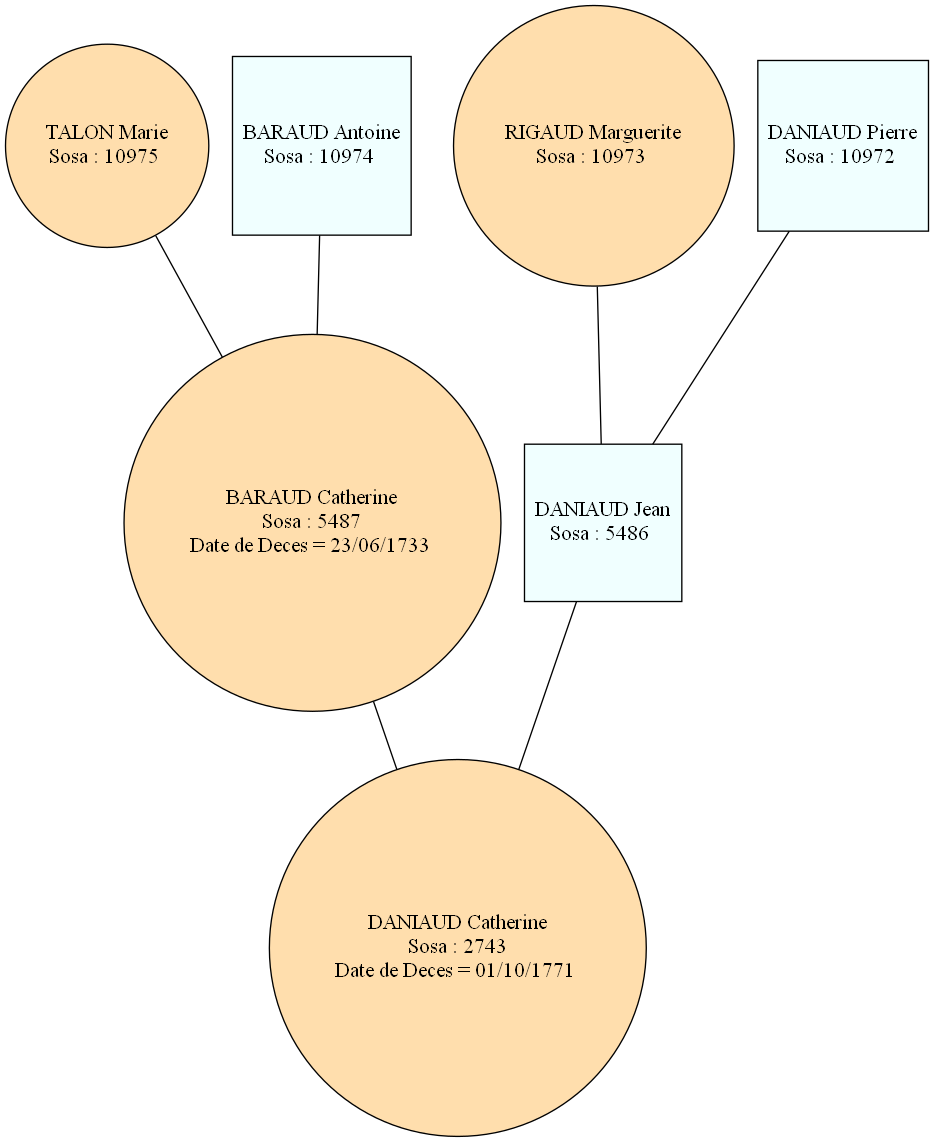 TALON Marie
Sosa : 10975
BARAUD Antoine
Sosa : 10974
RIGAUD Marguerite
Sosa : 10973
DANIAUD Pierre
Sosa : 10972
BARAUD Catherine
Sosa : 5487
Date de Deces = 23/06/1733
DANIAUD Jean
Sosa : 5486
DANIAUD Catherine
Sosa : 2743
Date de Deces = 01/10/1771